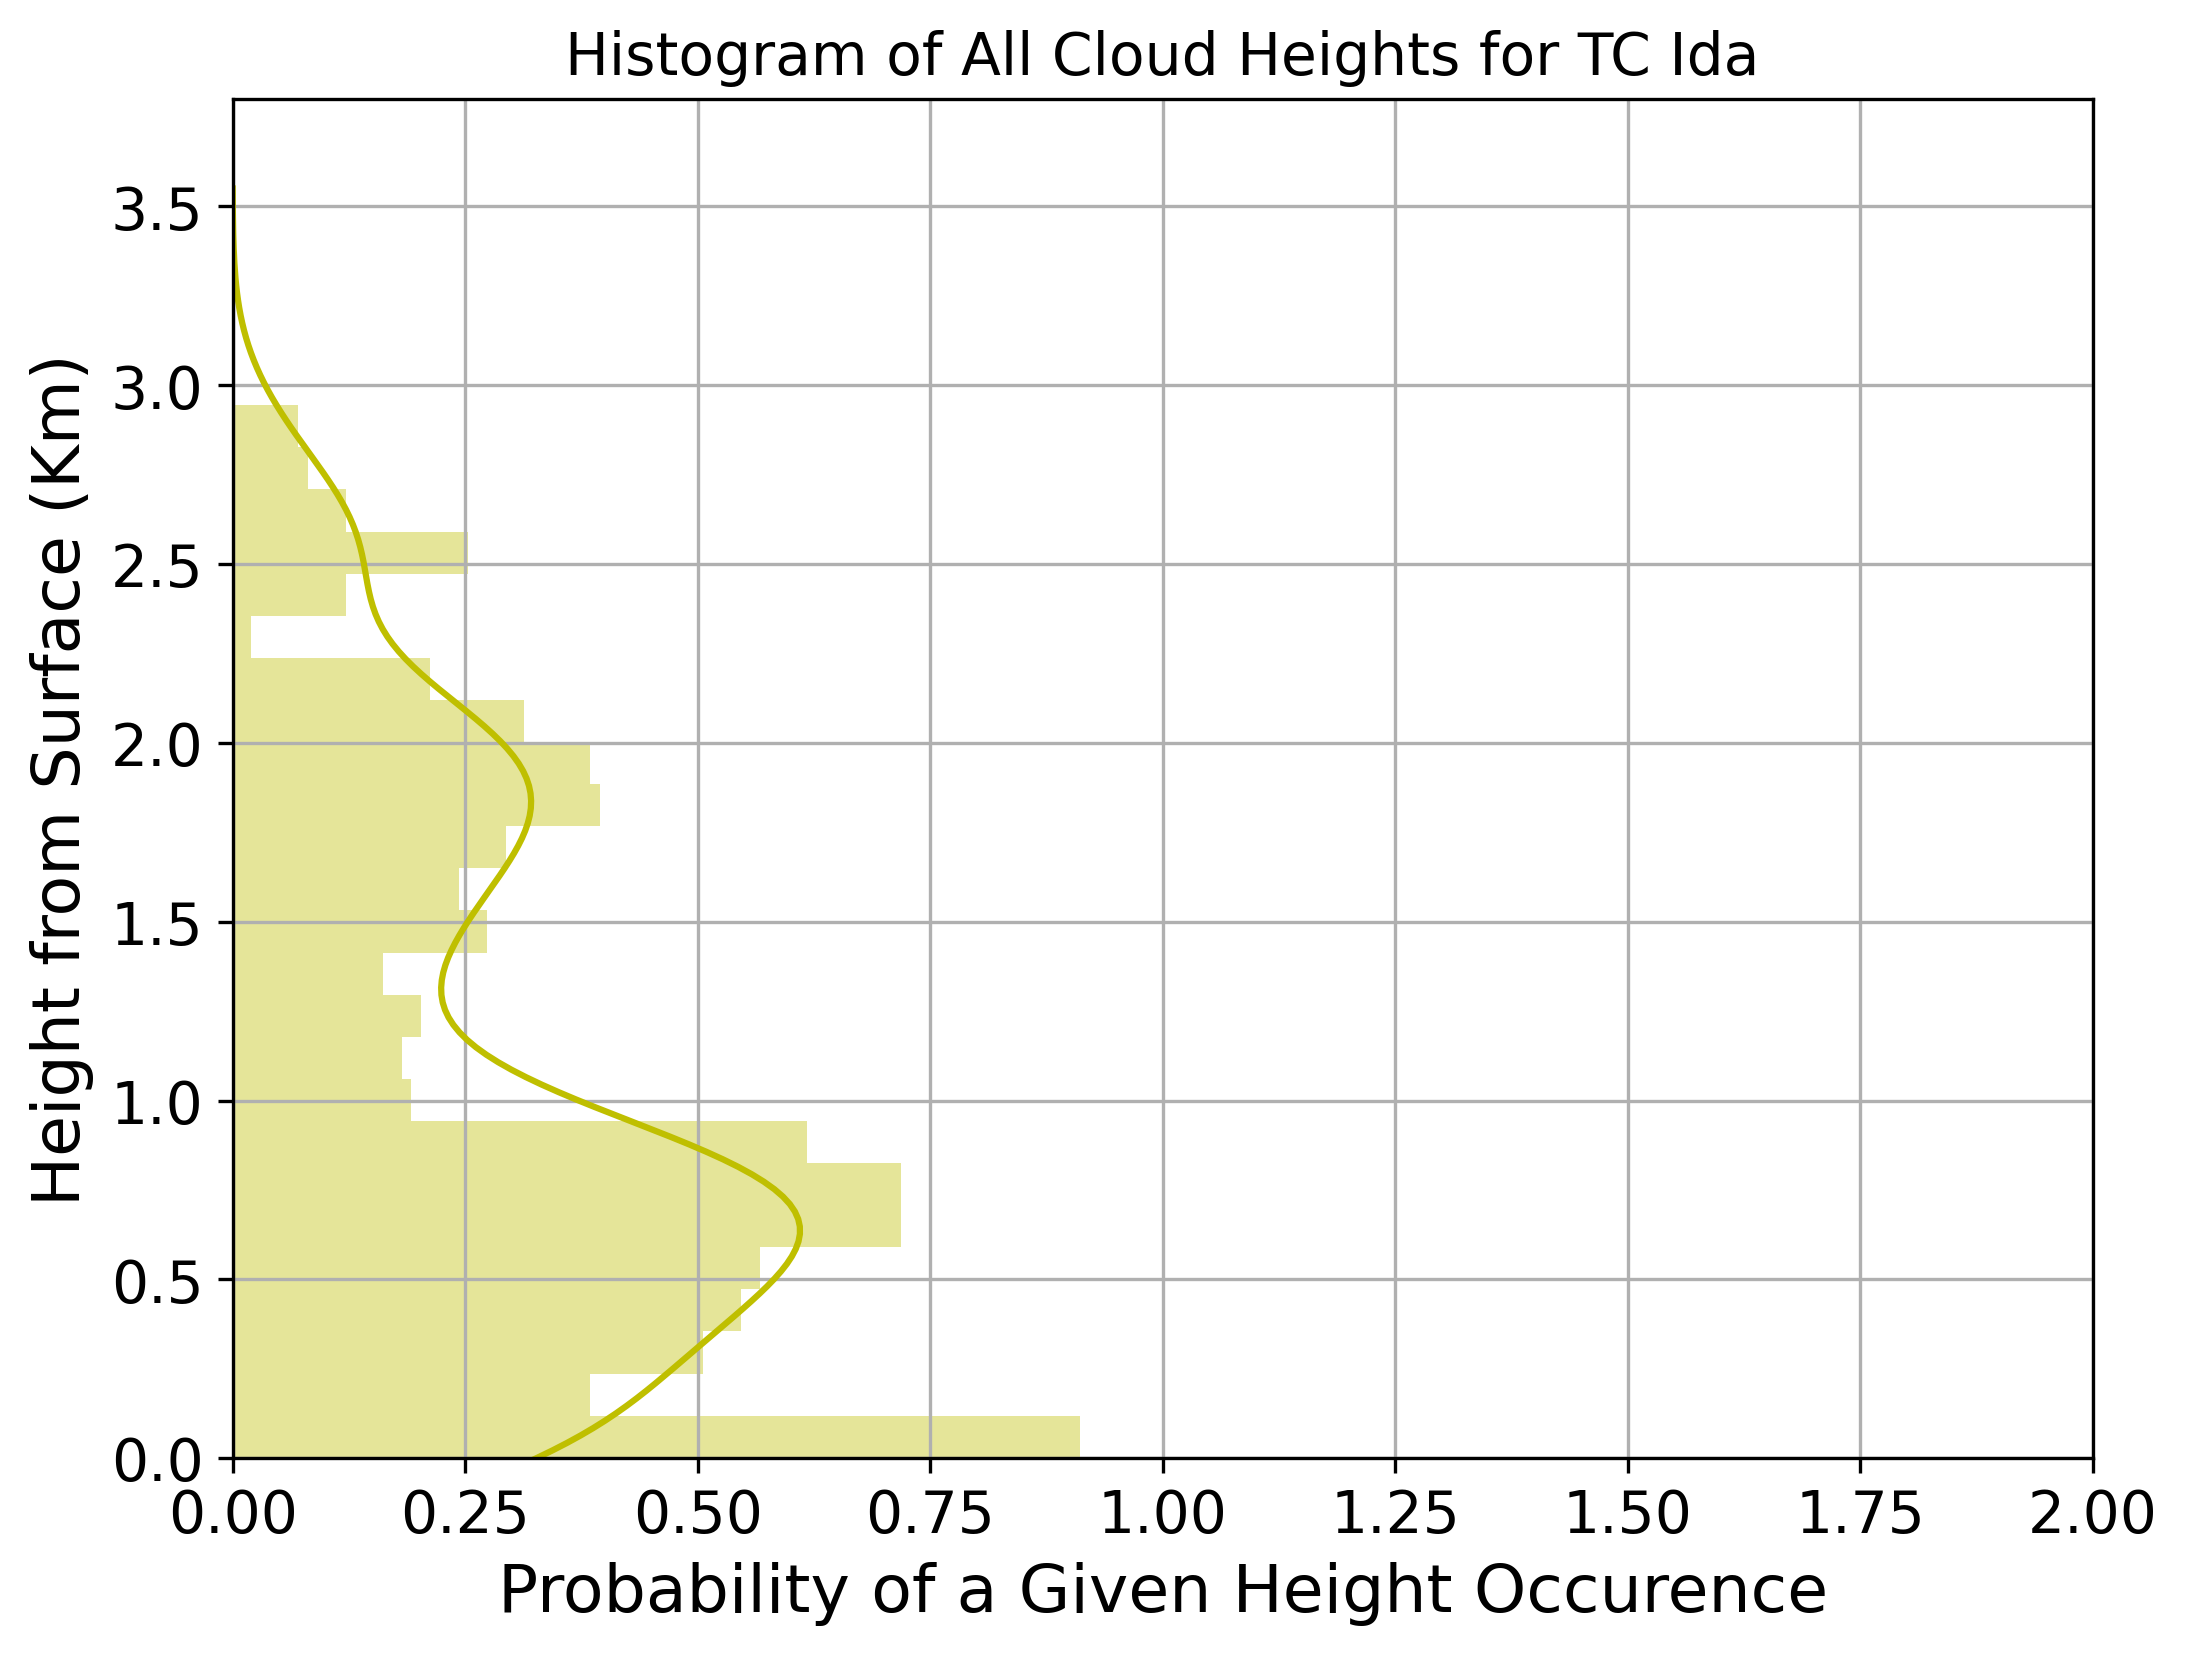 Histogram of All Cloud Heights for TC Ida
Height from Surface (Km)
3.5
3.0
2.5
2.0
1.5
1.0
0.5
0.0
0.00 0.25 0.50 0.75 1.00 1.25 1.50 1.75 2.00
Probability of a Given Height Occurence